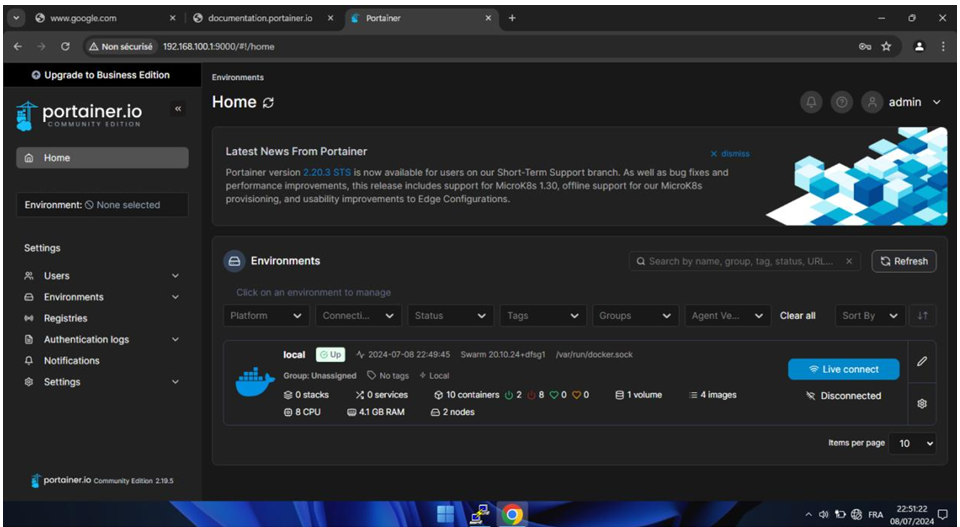 www.google.com
documentation.portainer.io
Portainer
Non sécurisé 192.168.100.1:9000/#!/home
Upgrade to Business Edition
portainer.io
COMMUNITY EDITION
Home
Environment: None selected
Settings
Users
Environments
Registries
Authentication logs
Notifications
Settings
portainer.io Community Edition 2.19.5
Environments
Home
admin
Latest News From Portainer
dismiss
Portainer version 2.20.3 STS is now available for users on our Short-Term Support branch. As well as bug fixes and
performance improvements, this release includes support for MicroK8s 1.30, offline support for our MicroK8s
provisioning, and usability improvements to Edge Configurations.
Environments
Search by name, group, tag, status, URL...
Refresh
Click on an environment to manage
Platform Connecti... Status Tags Groups Agent Ve... Clear all Sort By
local Up 2024-07-08 22:49:45 Swarm 20.10.24+dfsg1 /var/run/docker.sock
Group: Unassigned No tags Local
0 stacks 0 services 10 containers 2 8 0 0 1 volume 4 images
8 CPU 4.1 GB RAM 2 nodes
Live connect
Disconnected
Items per page 10
FRA
22:51:22
08/07/2024